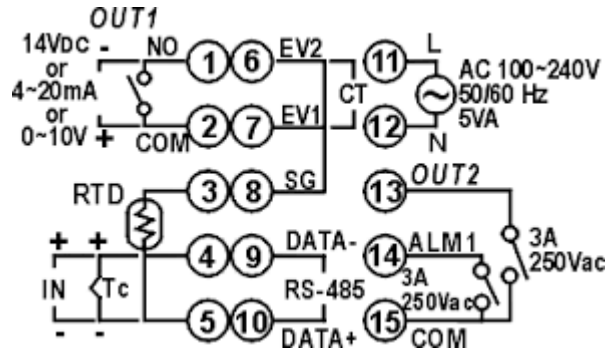 OUT1
14VDC - NO 1 6 EV2 11 L
or
4~20mA
or
0~10V + COM 2 7 EV1 CT 12 N
AC 100~240V
50/60 Hz
5VA
RTD 3 8 SG 13 OUT2
+ + 4 9 DATA- 14 ALM1
3A
250Vac
IN Tc RS-485 3A
250Vac
- - 5 10 DATA+ 15 COM